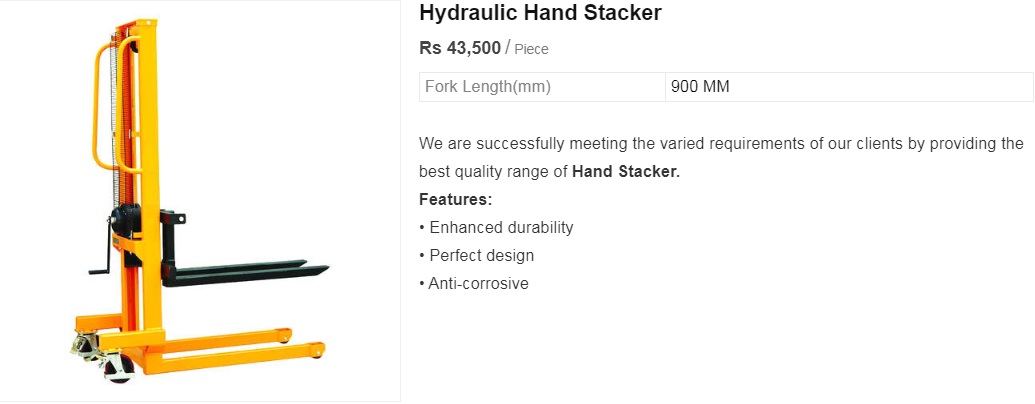 Hydraulic Hand Stacker
Rs 43,500 / Piece
Fork Length(mm) 900 MM
We are successfully meeting the varied requirements of our clients by providing the
best quality range of Hand Stacker.
Features:
• Enhanced durability
• Perfect design
• Anti-corrosive